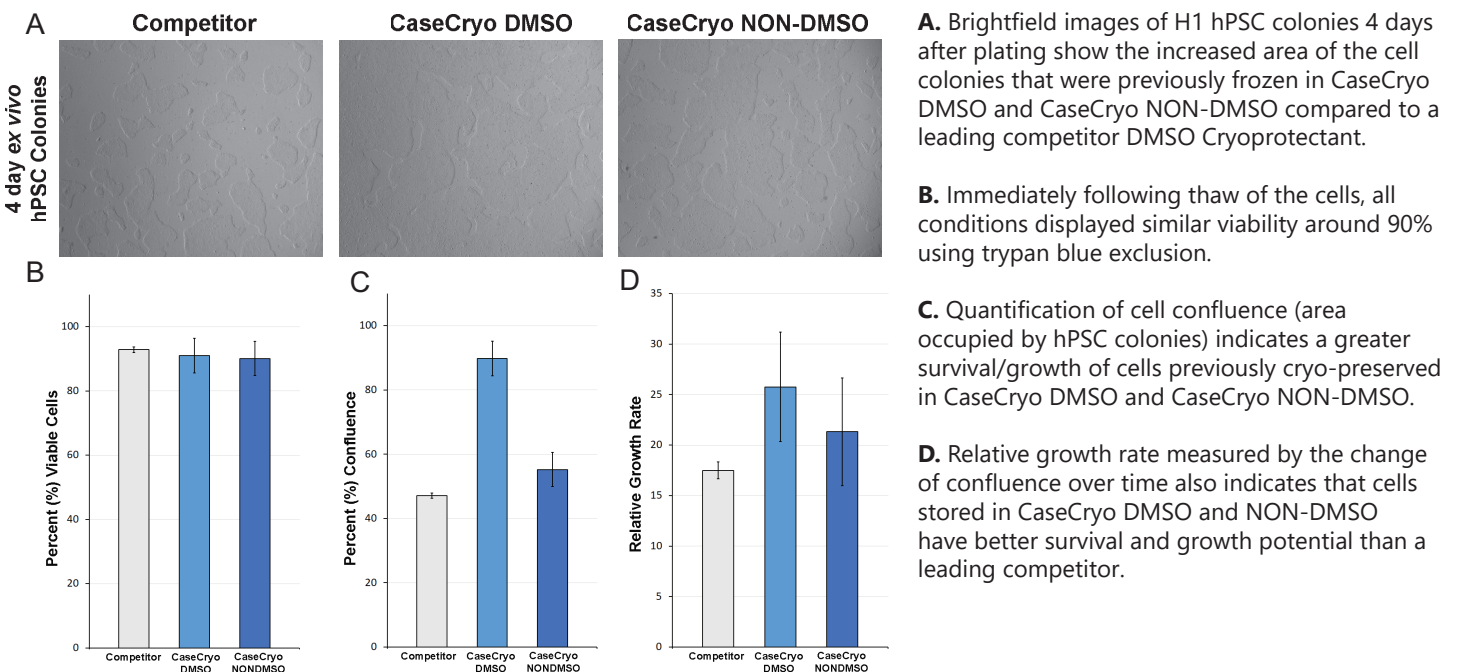 A
Competitor
CaseCryo DMSO
CaseCryo NON-DMSO
4 day ex vivo
hPSC Colonies
B
Percent (%) Viable Cells
100
80
60
40
20
0
Competitor
CaseCryo
DMSO
CaseCryo
NONDMSO
C
Percent (%) Confluence
100
80
60
40
20
0
Competitor
CaseCryo
DMSO
CaseCryo
NONDMSO
D
Relative Growth Rate
35
30
25
20
15
10
5
0
Competitor
CaseCryo
DMSO
CaseCryo
NONDMSO
A. Brightfield images of H1 hPSC colonies 4 days
after plating show the increased area of the cell
colonies that were previously frozen in CaseCryo
DMSO and CaseCryo NON-DMSO compared to a
leading competitor DMSO Cryoprotectant.
B. Immediately following thaw of the cells, all
conditions displayed similar viability around 90%
using trypan blue exclusion.
C. Quantification of cell confluence (area
occupied by hPSC colonies) indicates a greater
survival/growth of cells previously cryo-preserved
in CaseCryo DMSO and CaseCryo NON-DMSO.
D. Relative growth rate measured by the change
of confluence over time also indicates that cells
stored in CaseCryo DMSO and NON-DMSO
have better survival and growth potential than a
leading competitor.